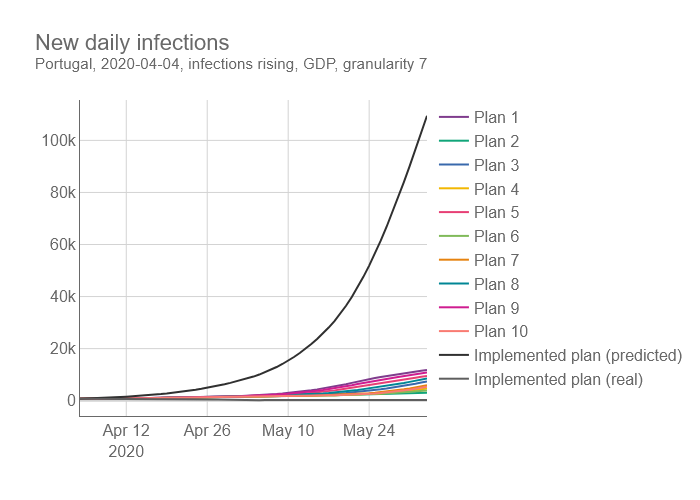 New daily infections
Portugal, 2020-04-04, infections rising, GDP, granularity 7
100k
80k
60k
40k
20k
0
Apr 12
2020
Apr 26
May 10
May 24
Plan 1
Plan 2
Plan 3
Plan 4
Plan 5
Plan 6
Plan 7
Plan 8
Plan 9
Plan 10
Implemented plan (predicted)
Implemented plan (real)